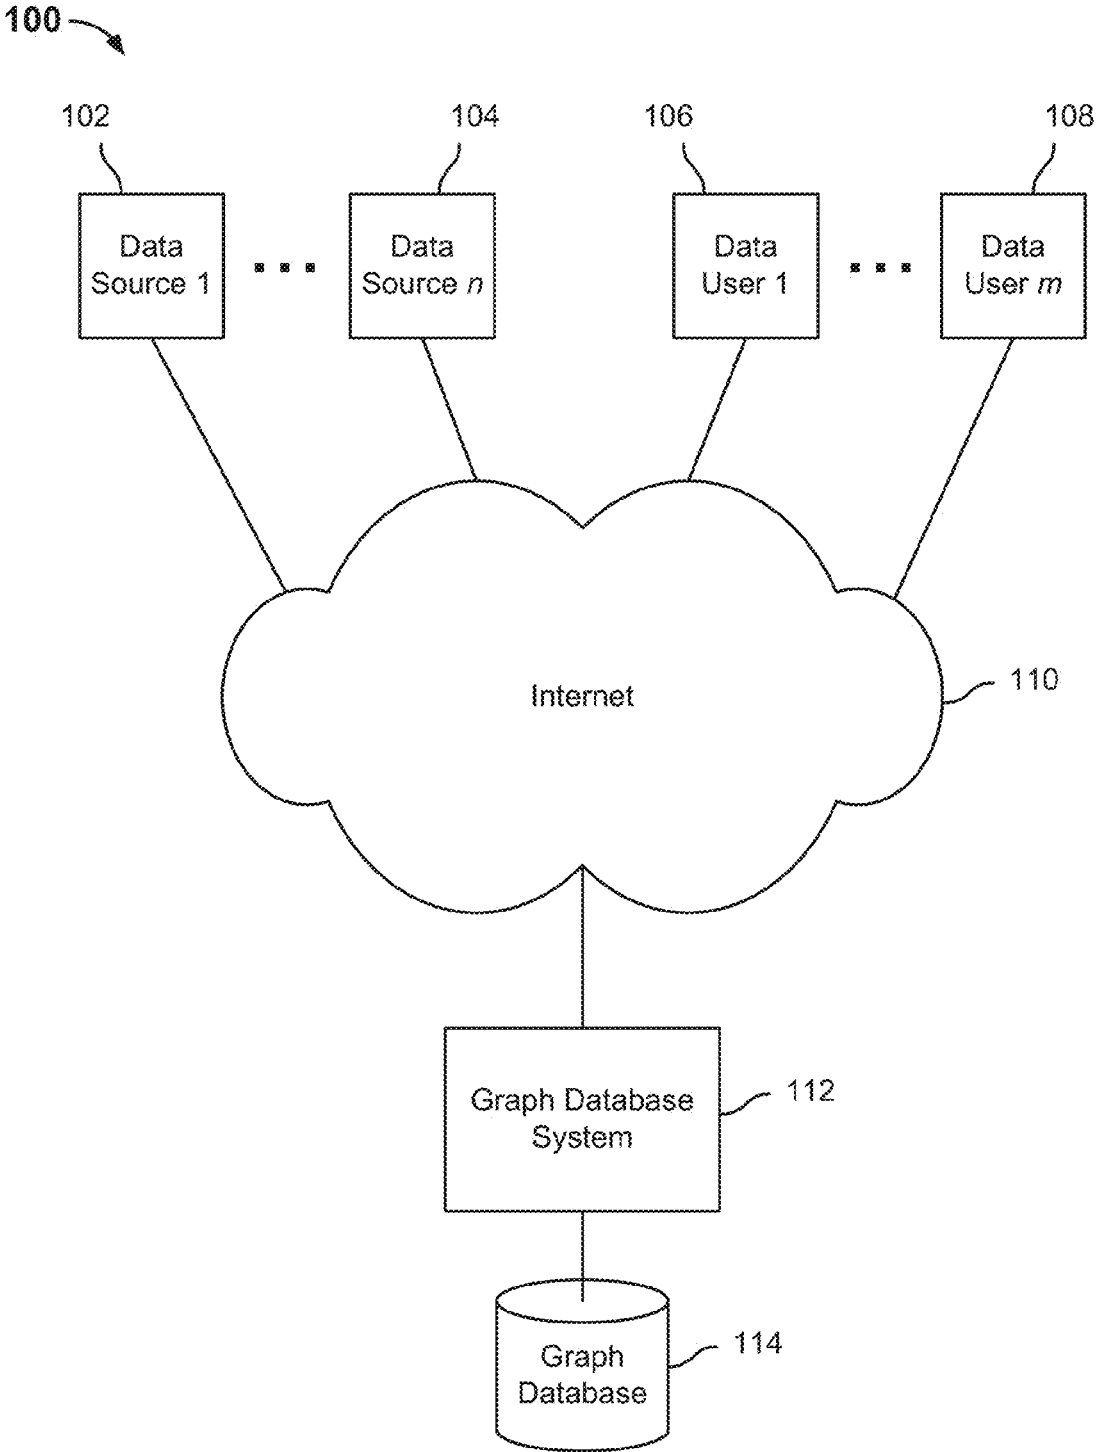 100
102
104
106
108
Data
Source 1
Data
Source n
Data
User 1
Data
User m
Internet
110
Graph Database
System
112
Graph
Database
114